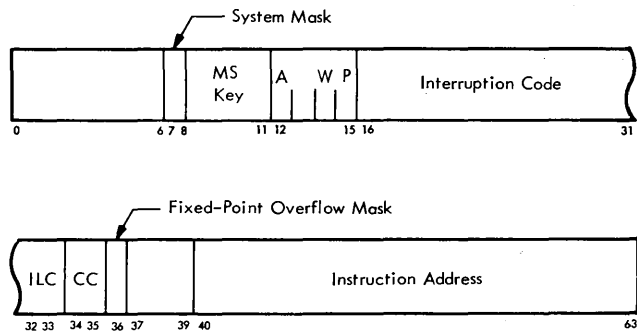 System Mask
MS
Key
A W P
Interruption Code
0 6 7 8 11 12 15 16 31
Fixed-Point Overflow Mask
ILC CC Instruction Address
32 33 34 35 36 37 39 40 63